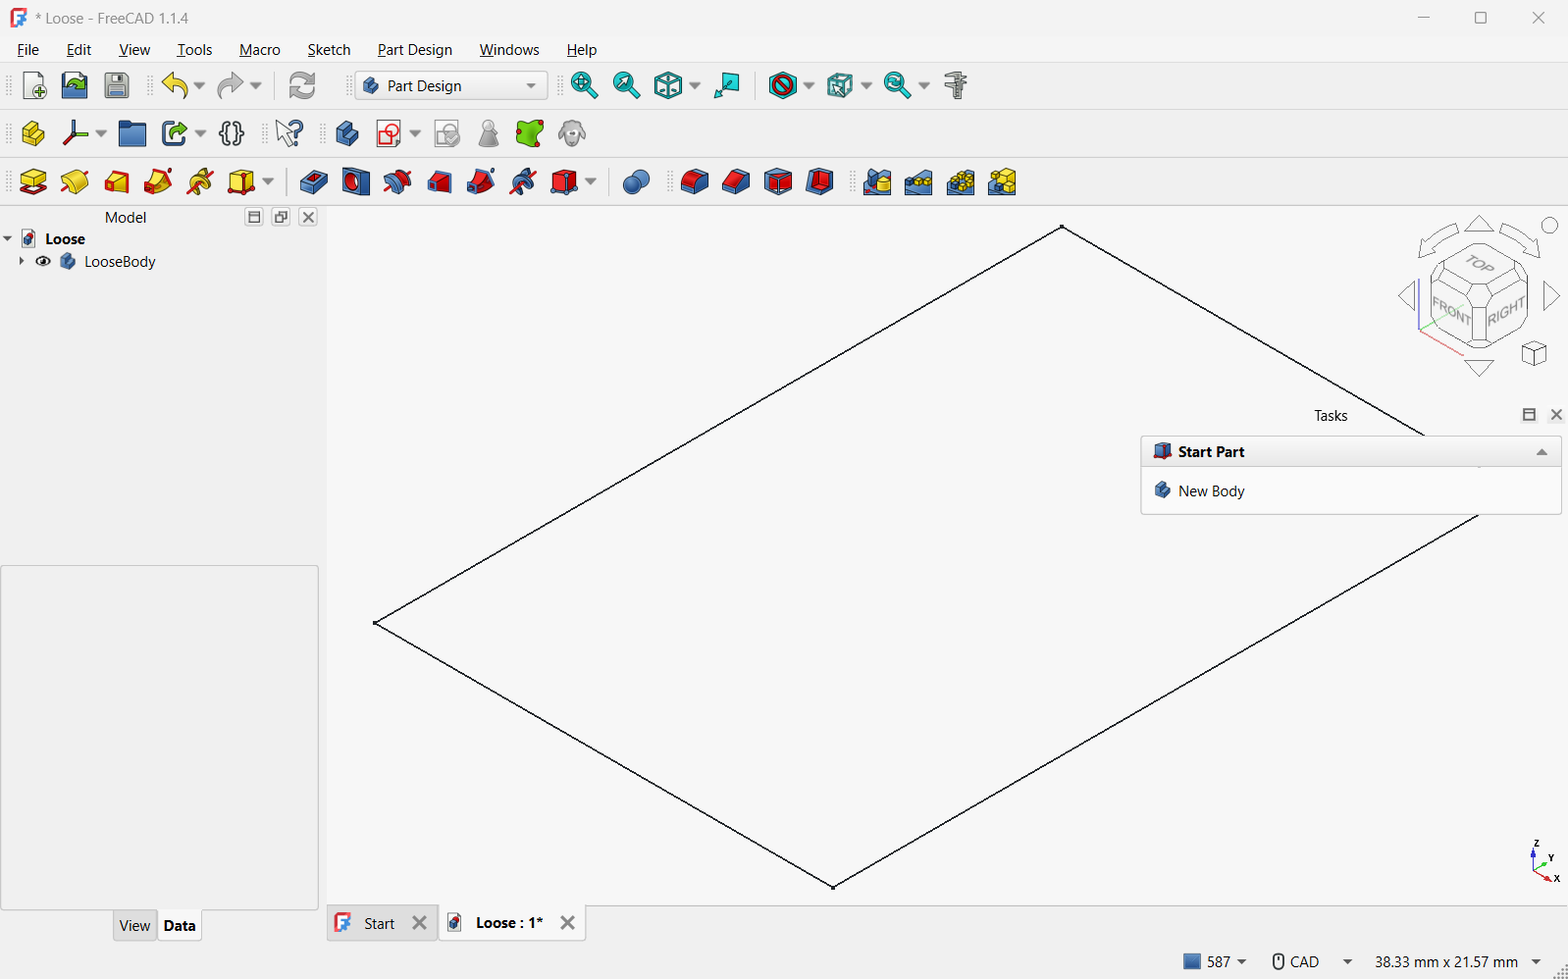 * Loose - FreeCAD 1.1.4
File Edit View Tools Macro Sketch Part Design Windows Help
Part Design
Model
Loose
LooseBody
TOP
FRONT
RIGHT
Tasks
Start Part
New Body
Z
Y
X
View Data
Start Loose : 1*
587 CAD 38.33 mm x 21.57 mm